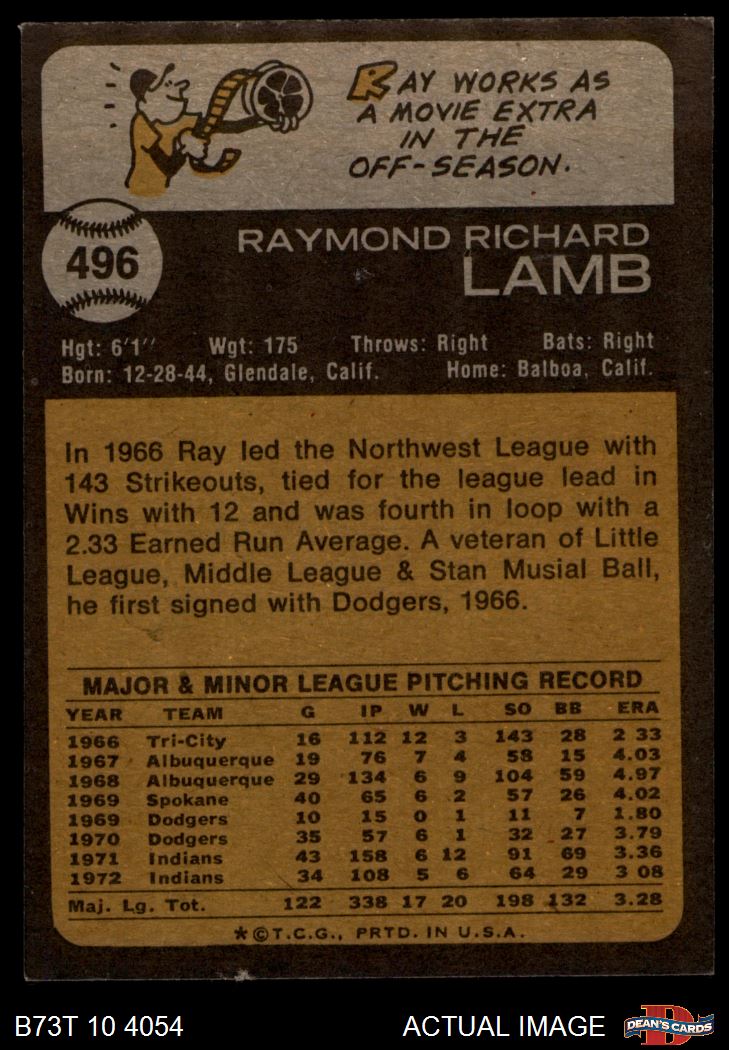 RAY WORKS AS
A MOVIE EXTRA
IN THE
OFF-SEASON.
496
RAYMOND RICHARD
LAMB
Hgt: 6'1" Wgt: 175 Throws: Right Bats: Right
Born: 12-28-44, Glendale, Calif. Home: Balboa, Calif.
In 1966 Ray led the Northwest League with
143 Strikeouts, tied for the league lead in
Wins with 12 and was fourth in loop with a
2.33 Earned Run Average. A veteran of Little
League, Middle League & Stan Musial Ball,
he first signed with Dodgers, 1966.
MAJOR & MINOR LEAGUE PITCHING RECORD
YEAR TEAM G IP W L SO BB ERA
1966 Tri-City 16 112 12 3 143 28 2 33
1967 Albuquerque 19 76 7 4 58 15 4.03
1968 Albuquerque 29 134 6 9 104 59 4.97
1969 Spokane 40 65 6 2 57 26 4.02
1969 Dodgers 10 15 0 1 11 7 1.80
1970 Dodgers 35 57 6 1 32 27 3.79
1971 Indians 43 158 6 12 91 69 3.36
1972 Indians 34 108 5 6 64 29 3 08
Maj. Lg. Tot. 122 338 17 20 198 132 3.28
*©T.C.G., PRTD. IN U.S.A.
B73T 10 4054 ACTUAL IMAGE DEAN'S CARDS